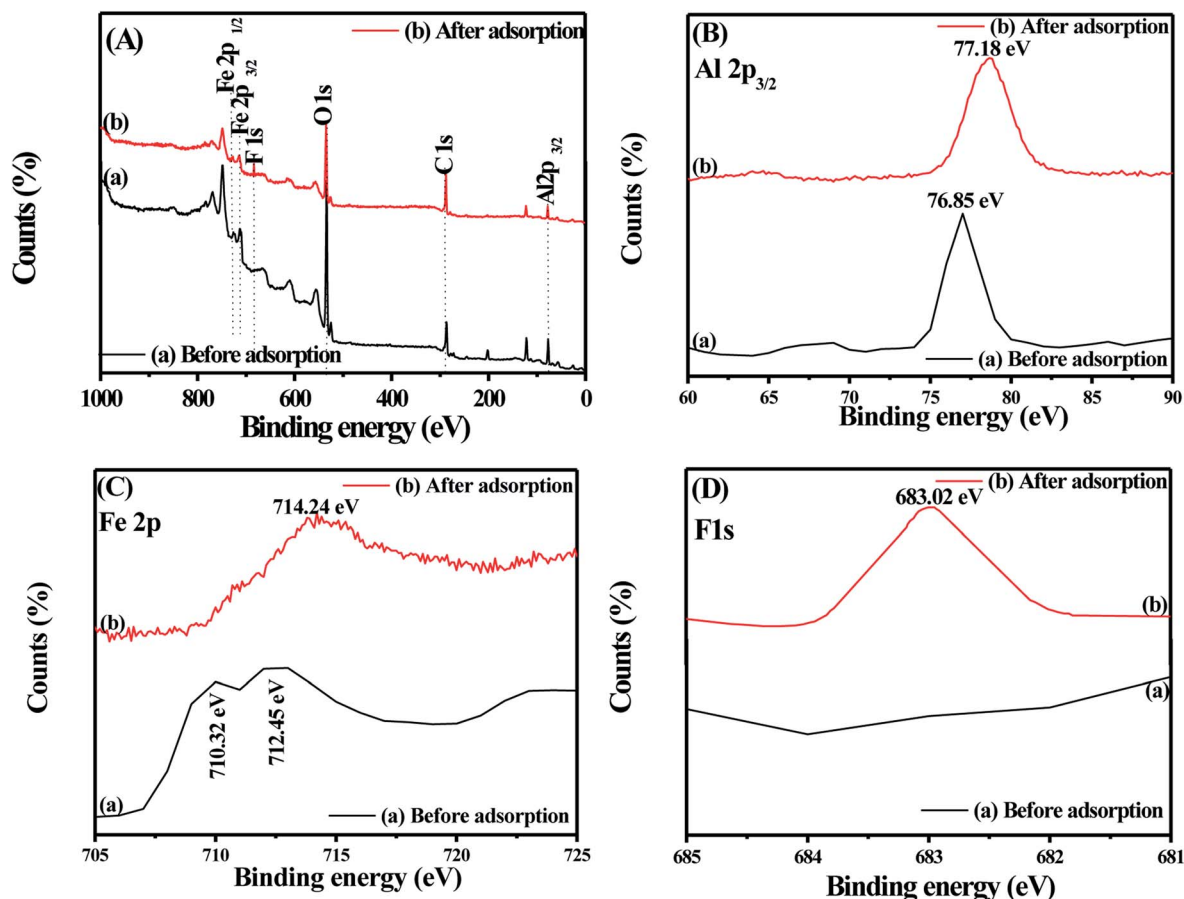 (A)
(b) After adsorption
Fe 2p 1/2
Fe 2p 3/2
F 1s
O 1s
C 1s
Al2p 3/2
(b)
(a)
(a) Before adsorption
Counts (%)
1000 800 600 400 200 0
Binding energy (eV)
(B)
(b) After adsorption
77.18 eV
Al 2p3/2
(b)
76.85 eV
(a)
(a) Before adsorption
Counts (%)
60 65 70 75 80 85 90
Binding energy (eV)
(C)
(b) After adsorption
714.24 eV
Fe 2p
(b)
710.32 eV
712.45 eV
(a)
(a) Before adsorption
Counts (%)
705 710 715 720 725
Binding energy (eV)
(D)
(b) After adsorption
683.02 eV
F1s
(b)
(a)
(a) Before adsorption
Counts (%)
685 684 683 682 681
Binding energy (eV)